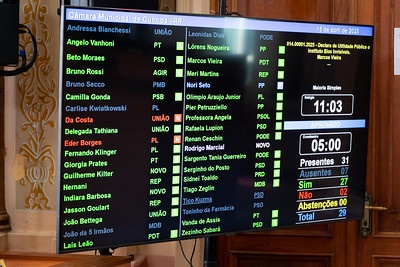 Câmara Municipal de Curitiba - PR
15 de abril de 2025
Andressa Bianchessi UNIÃO
Angelo Vanhoni PT
Beto Moraes PSD
Bruno Rossi AGIR
Bruno Secco PMB
Camilla Gonda PSB
Carlise Kwiatkowski PL
Da Costa UNIÃO N
Delegada Tathiana UNIÃO
Eder Borges PL N
Fernando Klinger PL
Giorgia Prates PT
Guilherme Kilter NOVO
Hernani REP
Indiara Barbosa NOVO
Jasson Goulart REP
João Bettega UNIÃO
João da 5 Irmãos MDB
Laís Leão PDT
Leonidas Dias PODE
Lórens Nogueira PP
Marcos Vieira PDT
Meri Martins REP
Nori Seto PP
Olimpio Araujo Junior PL
Pier Petruzziello PP
Professora Angela PSOL
Rafaela Lupion PSD
Renan Ceschin PODE
Rodrigo Marcial NOVO
Sargento Tania Guerreiro PODE
Serginho do Posto PSD
Sidnei Toaldo PRD
Tiago Zeglin MDB
Tico Kuzma PSD
Toninho da Farmácia PSD
Vanda de Assis PT
Zezinho Sabará PSD
014.00001.2025 - Declara de Utilidade Pública o
Instituto Bios Invisíveis.
Marcos Vieira
Maioria Simples
11:03
APROVADO
05:00
Presentes 31
Ausentes 07
Sim 27
Não 02
Abstenções 00
Total 29